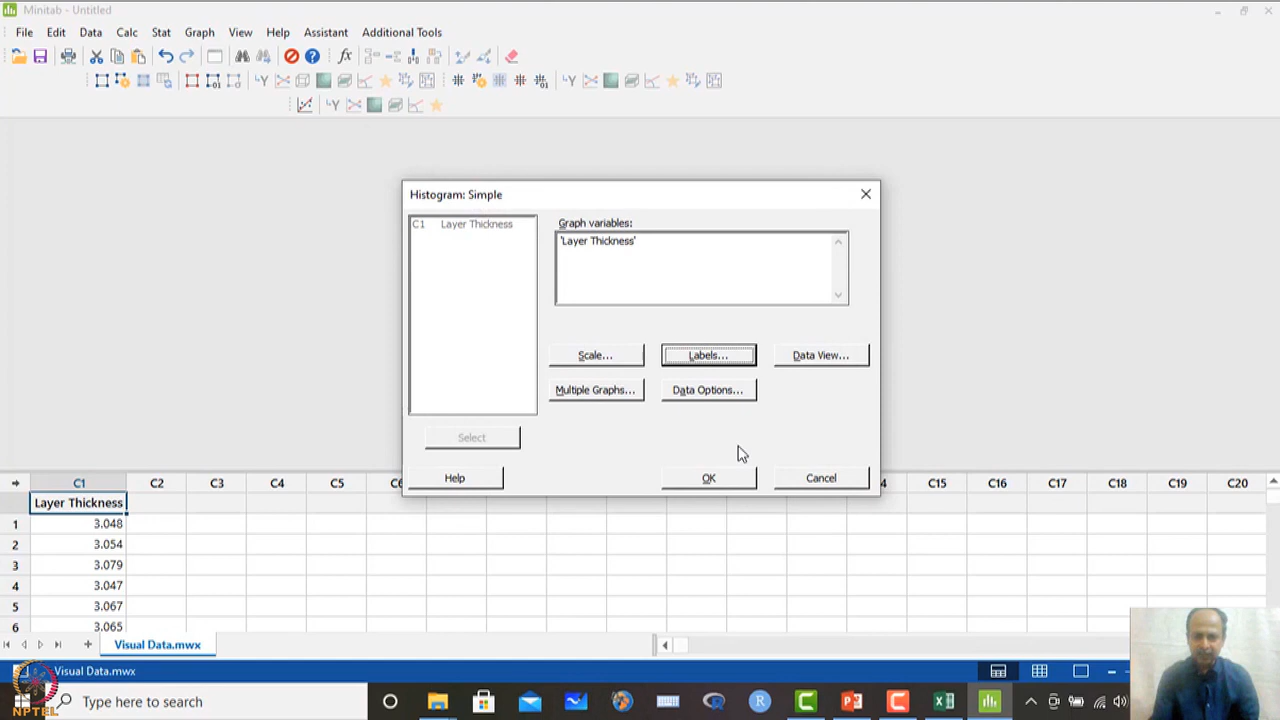 Minitab - Untitled
File Edit Data Calc Stat Graph View Help Assistant Additional Tools
Histogram: Simple
C1 Layer Thickness
Graph variables:
'Layer Thickness'
Scale... Labels... Data View...
Multiple Graphs... Data Options...
Select
Help OK Cancel
C1 C2 C3 C4 C5 C6 C15 C16 C17 C18 C19 C20
Layer Thickness
1 3.048
2 3.054
3 3.079
4 3.047
5 3.067
6 3.065
Visual Data.mwx
Visual Data.mwx
Type here to search
NPTEL